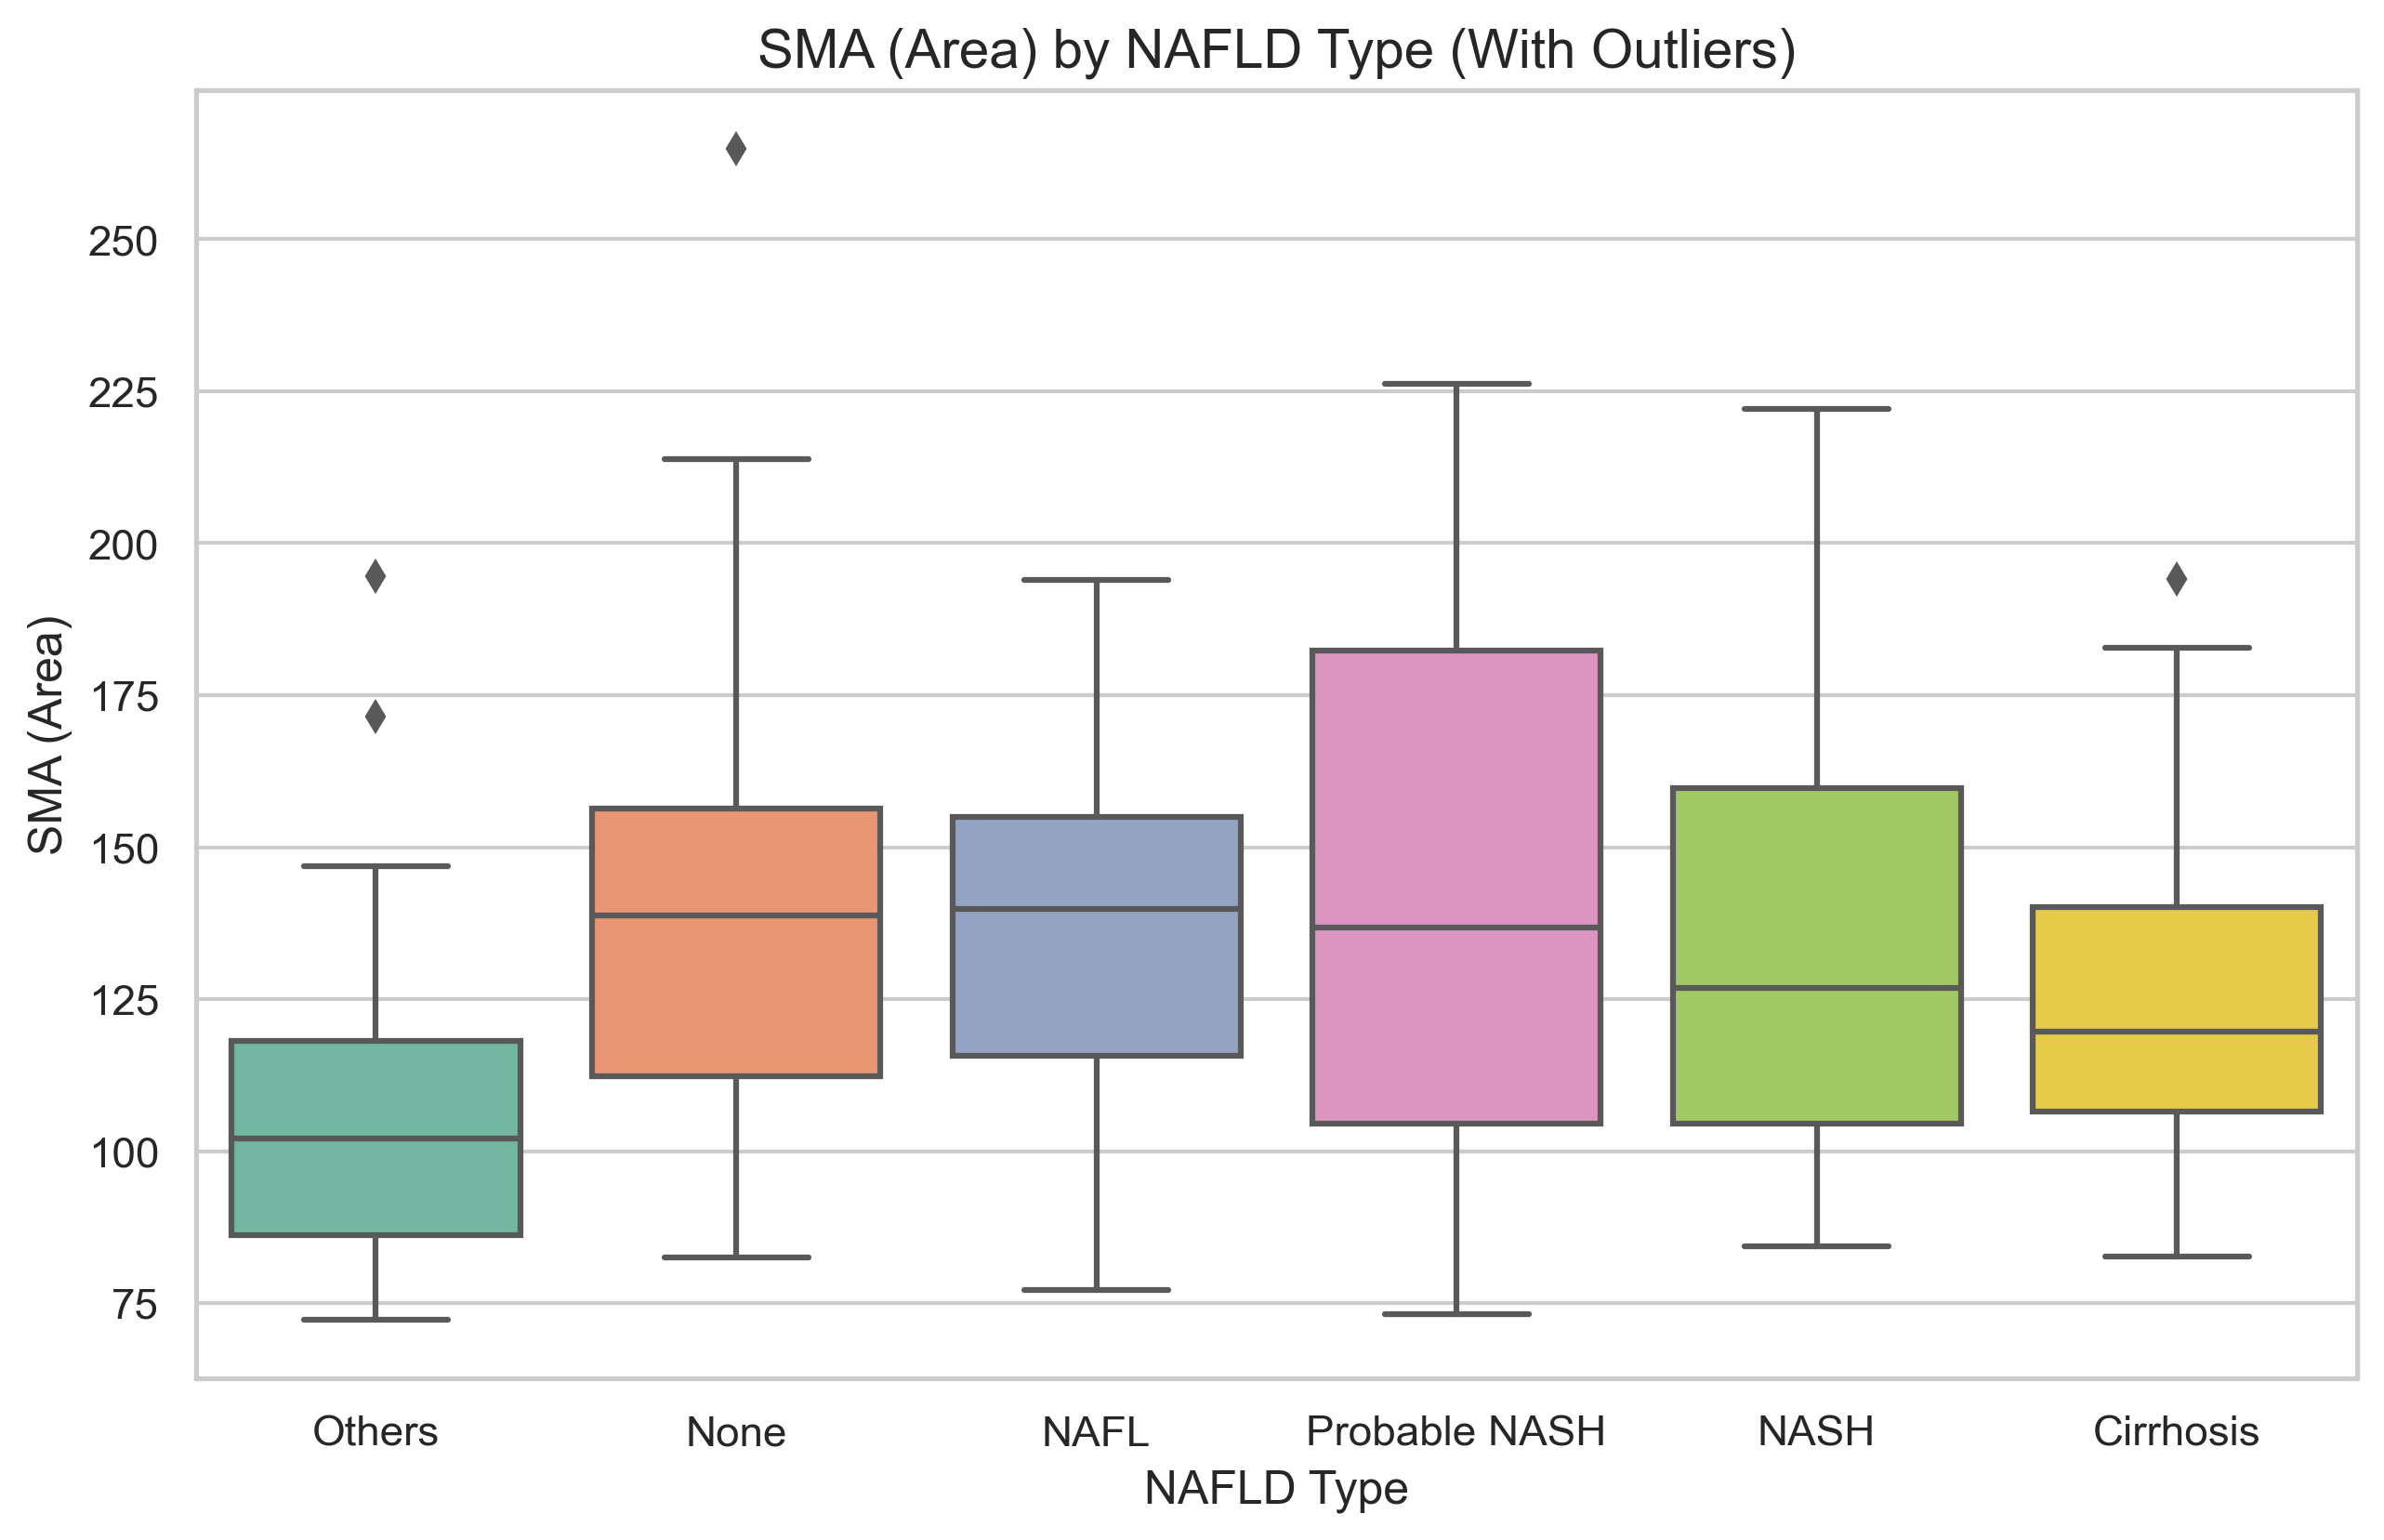 SMA (Area) by NAFLD Type (With Outliers)
SMA (Area)
250
225
200
175
150
125
100
75
Others
None
NAFL
Probable NASH
NASH
Cirrhosis
NAFLD Type